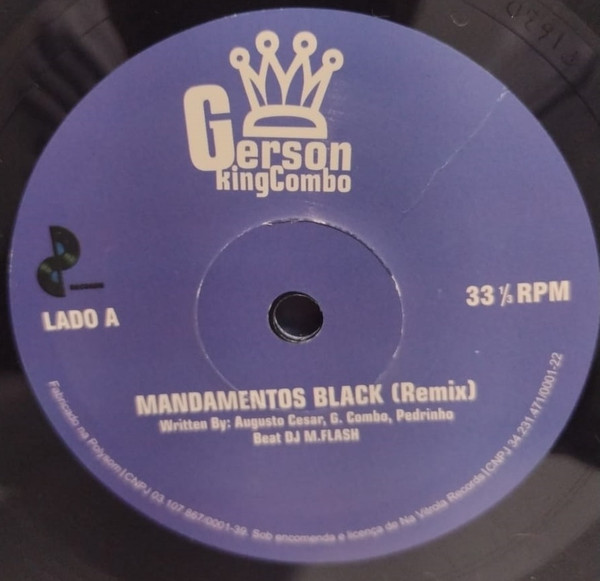 Gerson
KingCombo
LADO A
33 ⅓ RPM
MANDAMENTOS BLACK (Remix)
Written By: Augusto Cesar, G. Combo, Pedrinho
Beat DJ M.FLASH
Fabricado na Polysom | CNPJ 03.107.867/0001-39. Sob encomenda e licença de Na Vitrola Records | CNPJ 34.231.471/0001-22